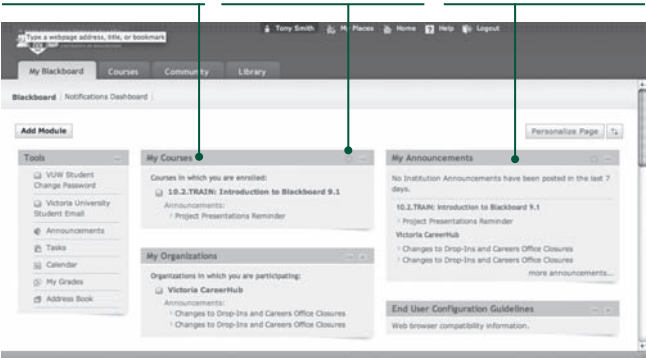 Type a webpage address, title, or bookmark
Tony Smith
My Places
Home
Help
Logout
My Blackboard
Courses
Community
Library
Blackboard
Notifications Dashboard
Add Module
Personalize Page
Tools
VUW Student
Change Password
Victoria University
Student Email
Announcements
Tasks
Calendar
My Grades
Address Book
My Courses
Courses in which you are enrolled:
10.2.TRAIN: Introduction to Blackboard 9.1
Announcements:
Project Presentations Reminder
My Organizations
Organizations in which you are participating:
Victoria CareerHub
Announcements:
Changes to Drop-Ins and Careers Office Closures
Changes to Drop-Ins and Careers Office Closures
My Announcements
No Institution Announcements have been posted in the last 7
days.
10.2.TRAIN: Introduction to Blackboard 9.1
Project Presentations Reminder
Victoria CareerHub
Changes to Drop-Ins and Careers Office Closures
Changes to Drop-Ins and Careers Office Closures
more announcements...
End User Configuration Guidelines
Web browser compatibility information.